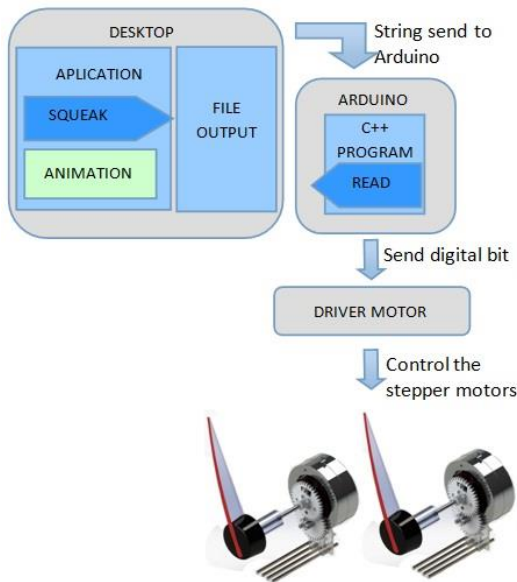 DESKTOP
APLICATION
SQUEAK
ANIMATION
FILE
OUTPUT
String send to
Arduino
ARDUINO
C++
PROGRAM
READ
Send digital bit
DRIVER MOTOR
Control the
stepper motors